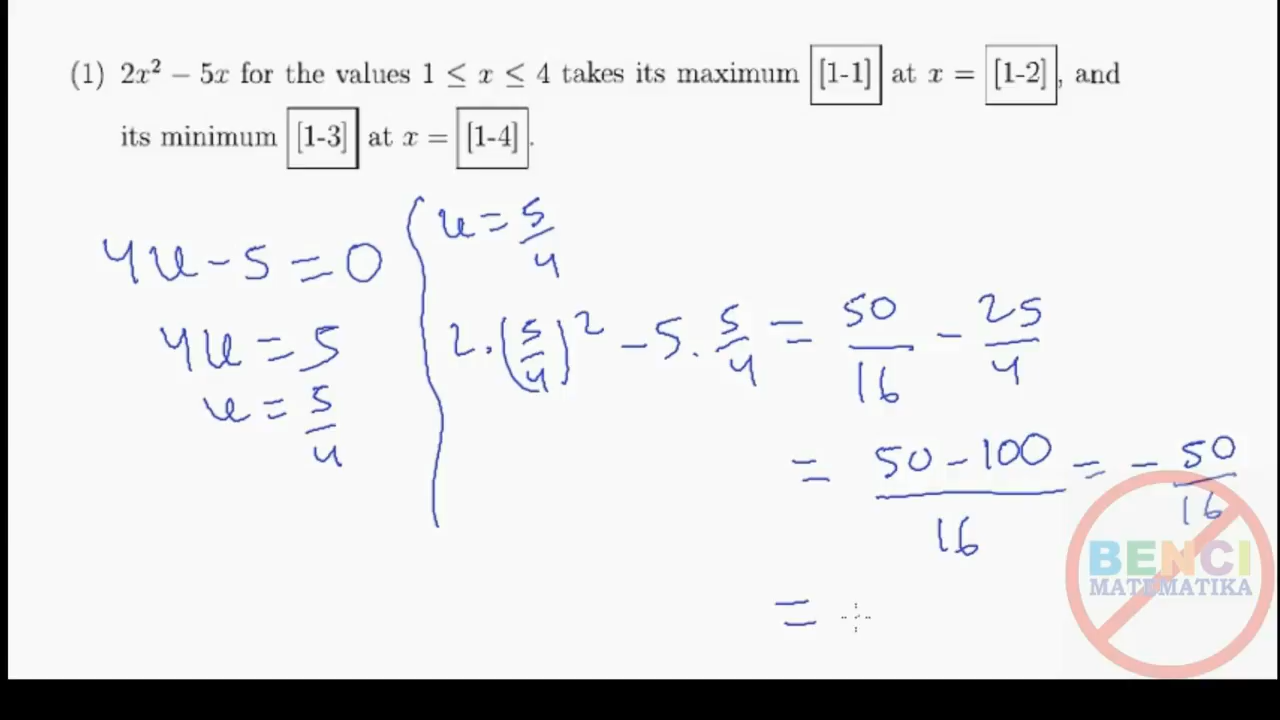 (1) 2x² − 5x for the values 1 ≤ x ≤ 4 takes its maximum [1-1] at x = [1-2], and
its minimum [1-3] at x = [1-4].
4x - 5 = 0
4x = 5
x = 5/4
x = 5/4
2·(5/4)² - 5·5/4 = 50/16 - 25/4
= (50-100)/16 = -50/16
=
BENCI
MATEMATIKA